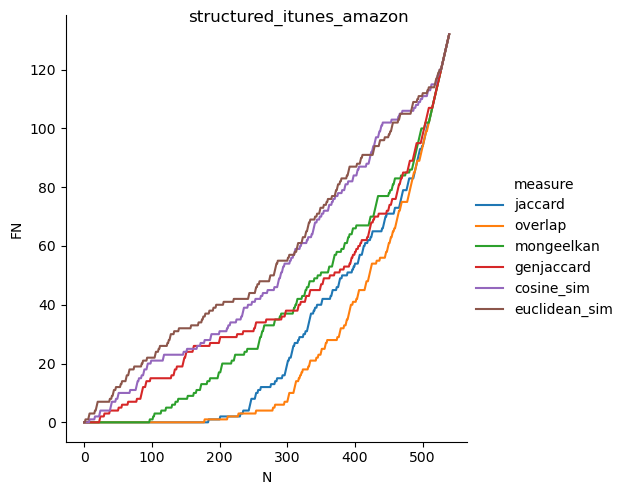 structured_itunes_amazon
FN
120
100
80
60
40
20
0
0 100 200 300 400 500
N
measure
jaccard
overlap
mongeelkan
genjaccard
cosine_sim
euclidean_sim